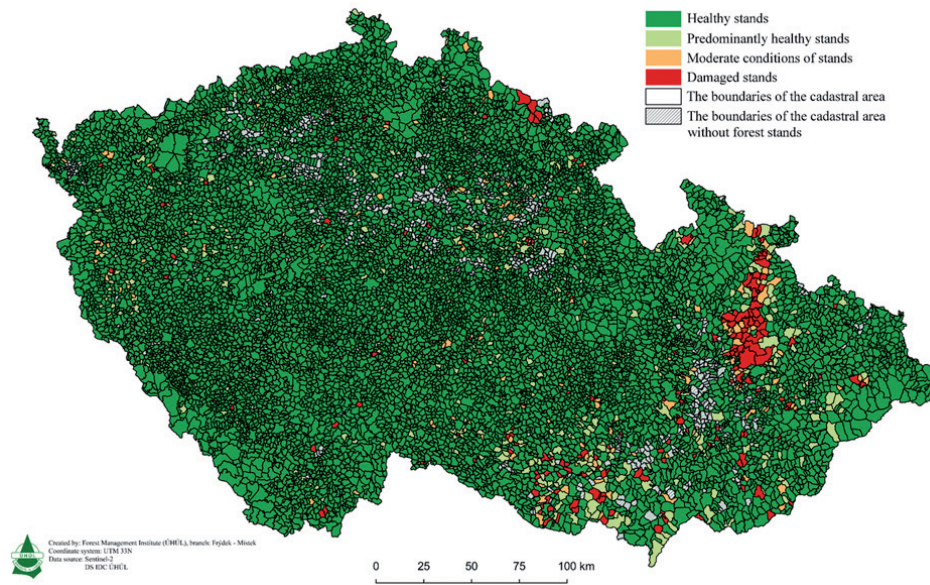 Healthy stands
Predominantly healthy stands
Moderate conditions of stands
Damaged stands
The boundaries of the cadastral area
The boundaries of the cadastral area
without forest stands
Created by: Forest Management Institute (ÚHÚL), branch: Frýdek - Místek
Coordinate system: UTM 33N
Data source: Sentinel-2
DS IDC ÚHÚL
0 25 50 75 100 km